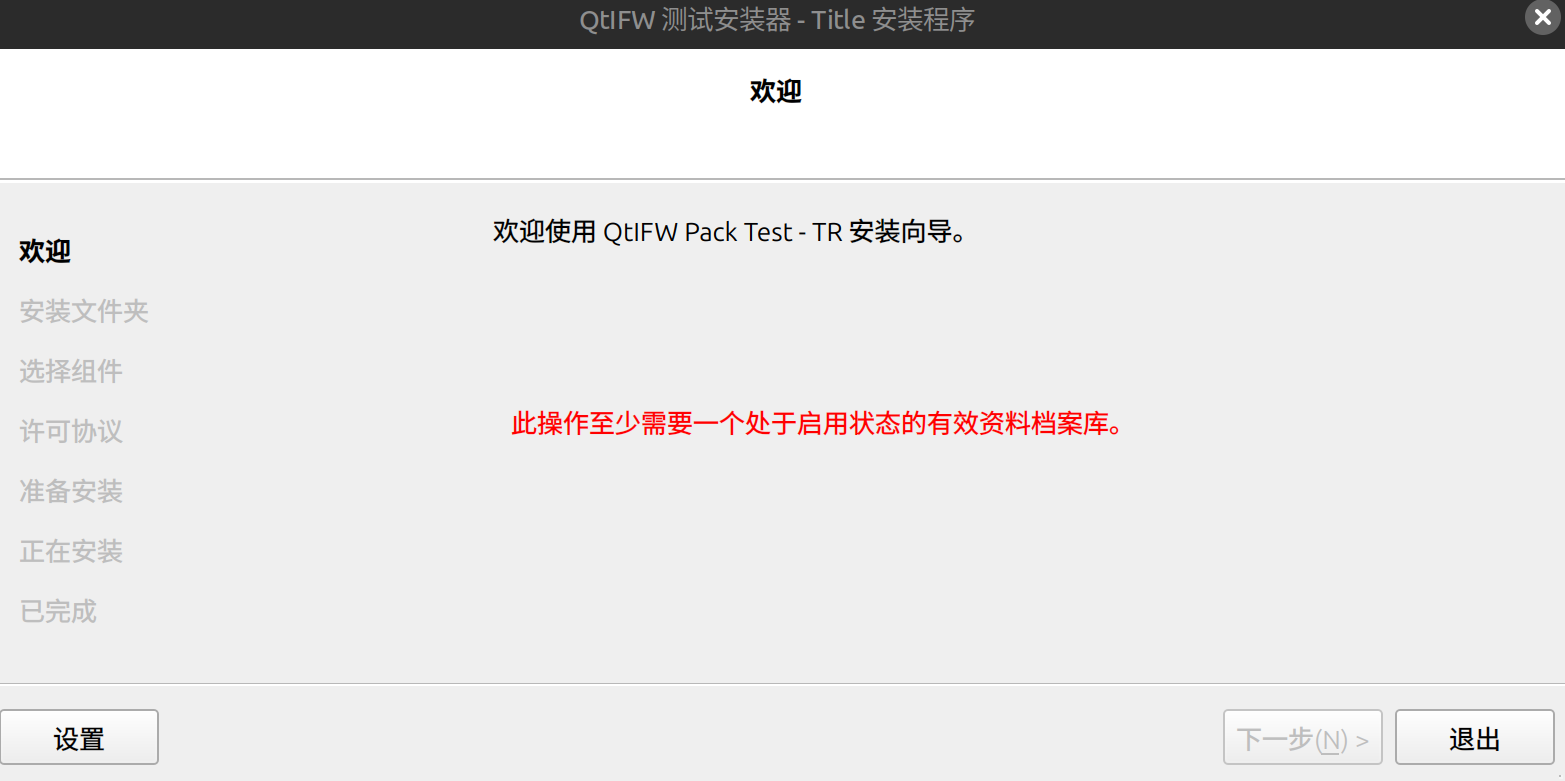 QtIFW 测试安装器 - Title 安装程序
欢迎
欢迎使用 QtIFW Pack Test - TR 安装向导。
欢迎
安装文件夹
选择组件
许可协议
准备安装
正在安装
已完成
此操作至少需要一个处于启用状态的有效资料档案库。
设置
下一步(N) >
退出